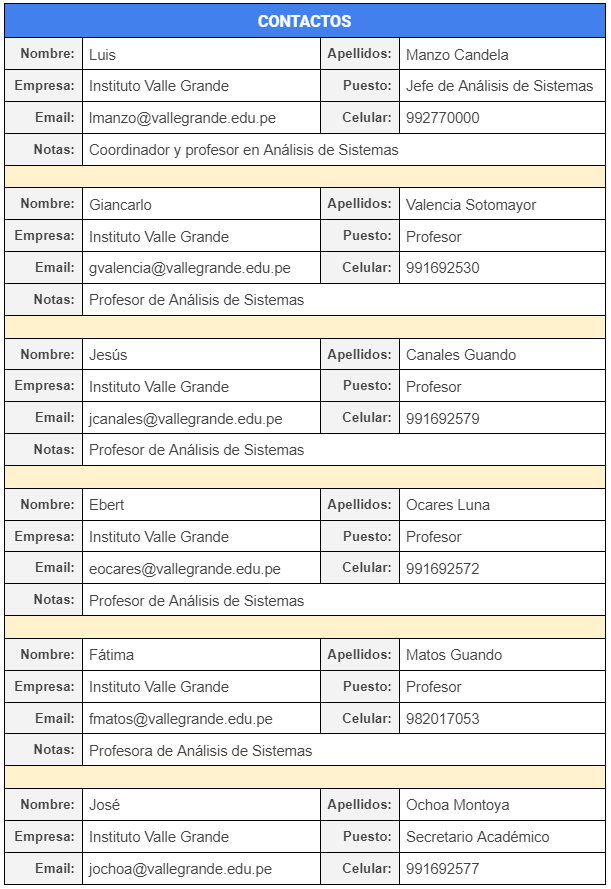 CONTACTOS
Nombre: Luis Apellidos: Manzo Candela
Empresa: Instituto Valle Grande Puesto: Jefe de Análisis de Sistemas
Email: lmanzo@vallegrande.edu.pe Celular: 992770000
Notas: Coordinador y profesor en Análisis de Sistemas
Nombre: Giancarlo Apellidos: Valencia Sotomayor
Empresa: Instituto Valle Grande Puesto: Profesor
Email: gvalencia@vallegrande.edu.pe Celular: 991692530
Notas: Profesor de Análisis de Sistemas
Nombre: Jesús Apellidos: Canales Guando
Empresa: Instituto Valle Grande Puesto: Profesor
Email: jcanales@vallegrande.edu.pe Celular: 991692579
Notas: Profesor de Análisis de Sistemas
Nombre: Ebert Apellidos: Ocares Luna
Empresa: Instituto Valle Grande Puesto: Profesor
Email: eocares@vallegrande.edu.pe Celular: 991692572
Notas: Profesor de Análisis de Sistemas
Nombre: Fátima Apellidos: Matos Guando
Empresa: Instituto Valle Grande Puesto: Profesor
Email: fmatos@vallegrande.edu.pe Celular: 982017053
Notas: Profesora de Análisis de Sistemas
Nombre: José Apellidos: Ochoa Montoya
Empresa: Instituto Valle Grande Puesto: Secretario Académico
Email: jochoa@vallegrande.edu.pe Celular: 991692577